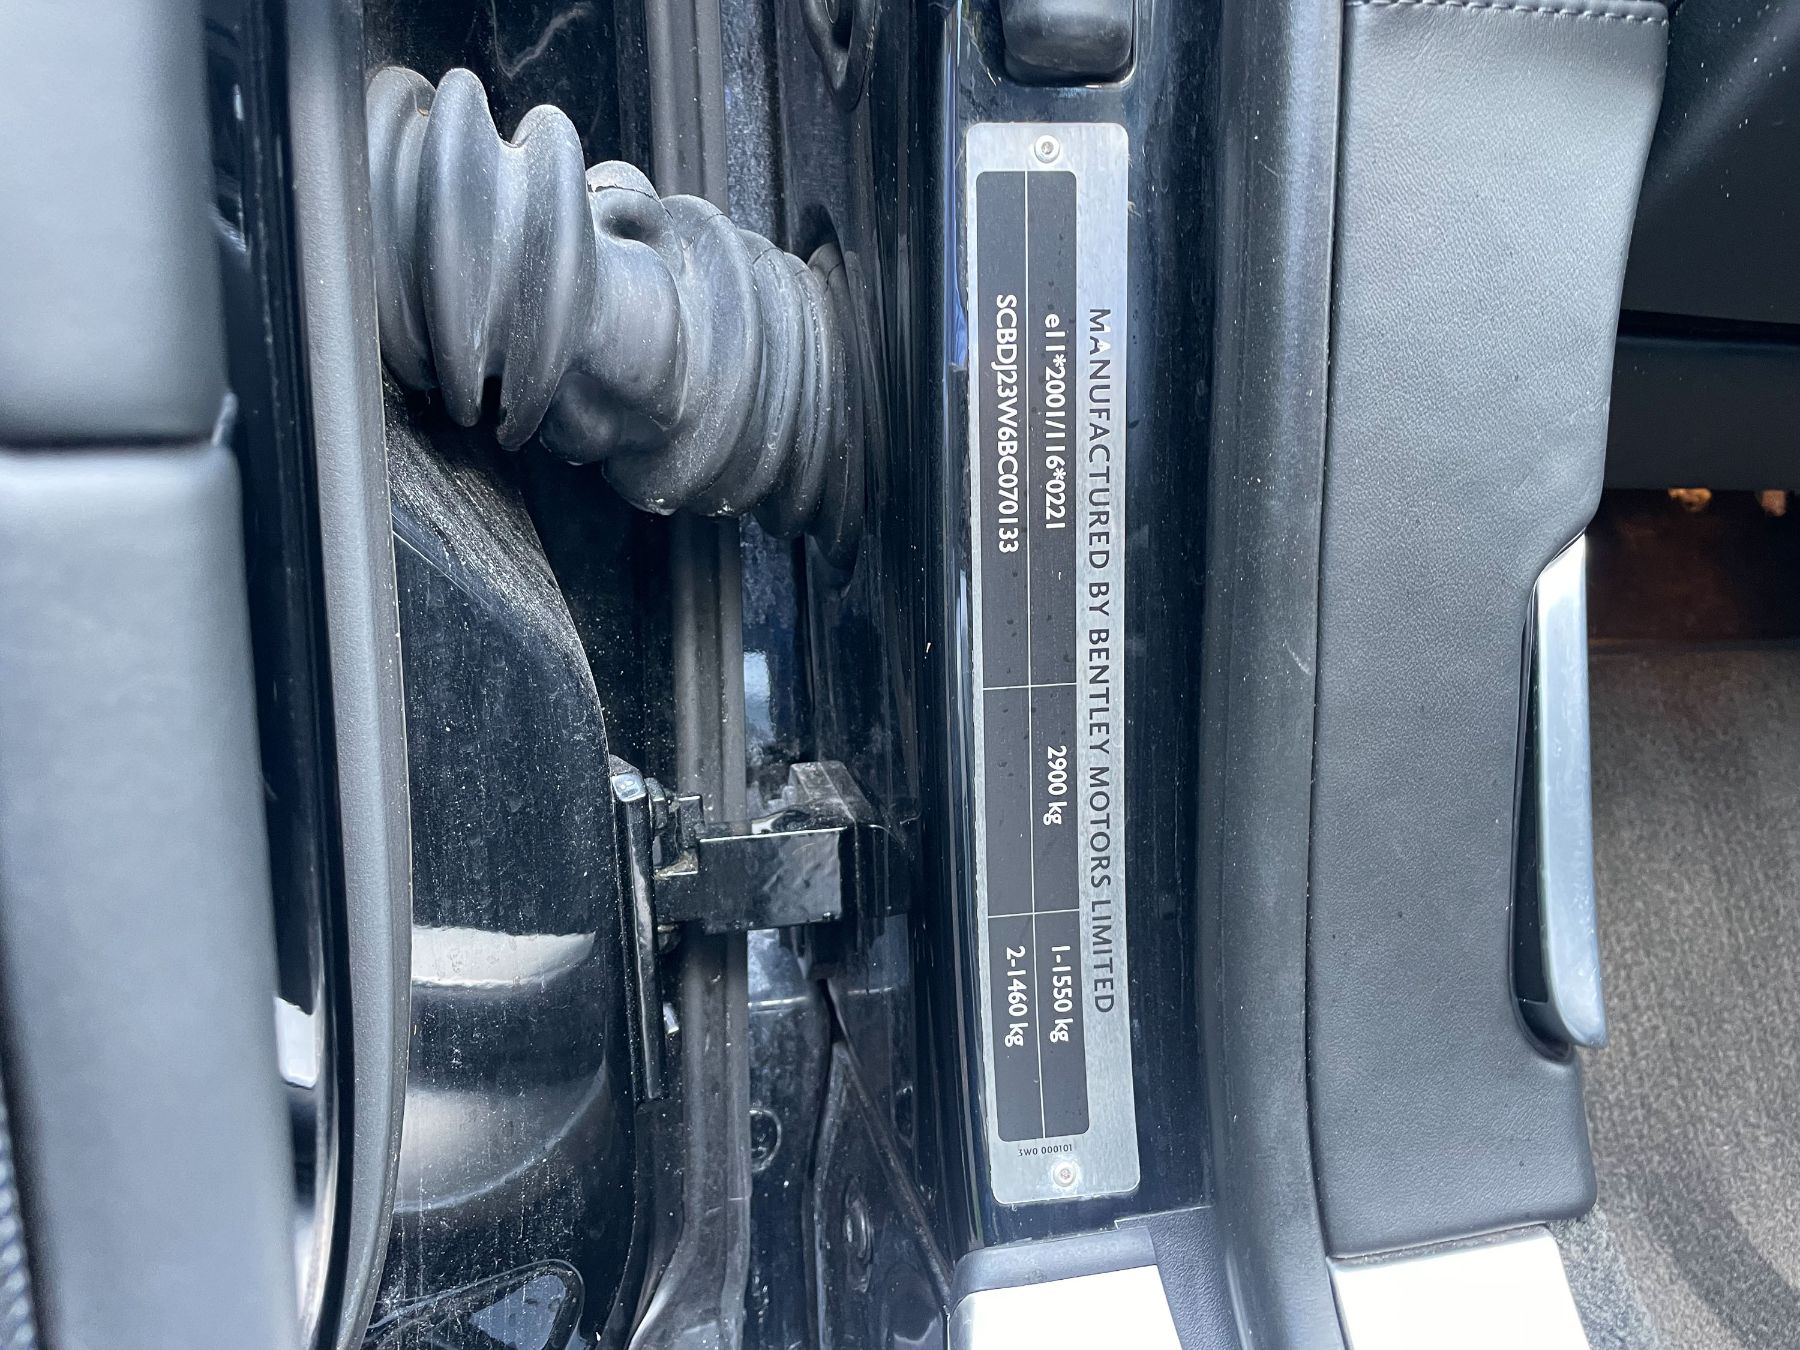 MANUFACTURED BY BENTLEY MOTORS LIMITED
e11*2001/116*0221
2900 kg
1-1550 kg
SCBDJ23W6BC070133
2-1460 kg
3W0 000101